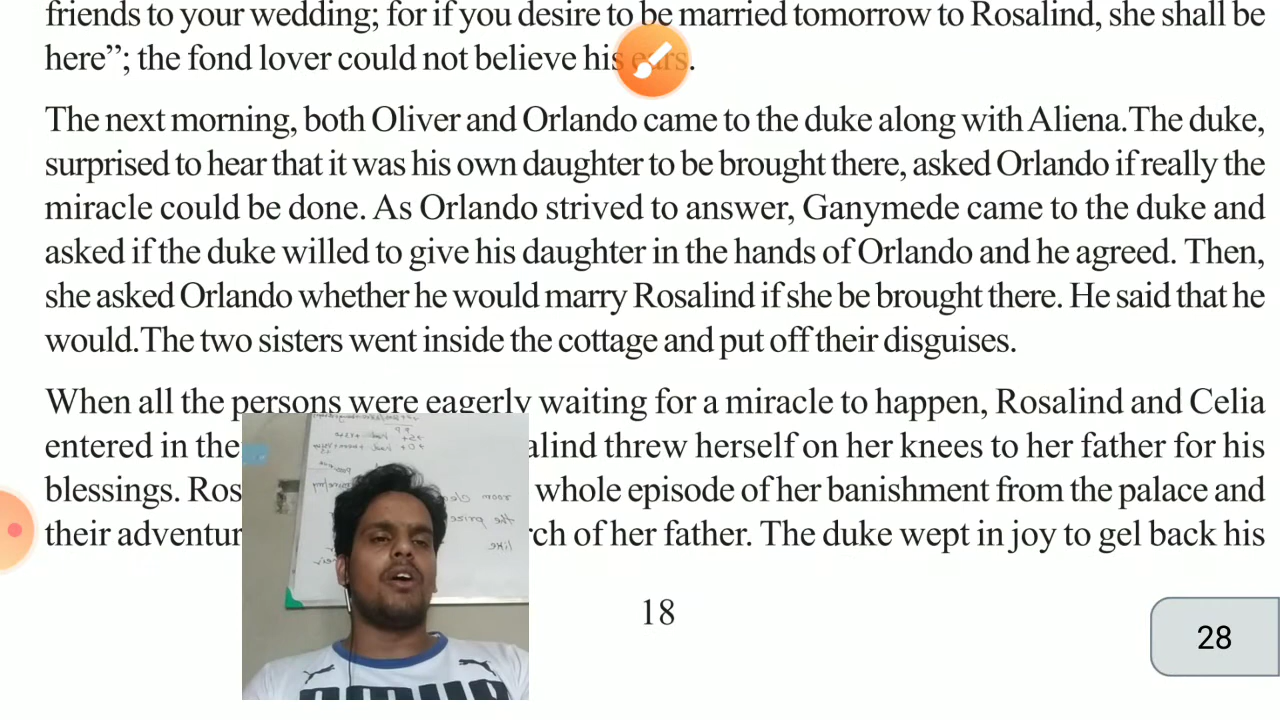 friends to your wedding; for if you desire to be married tomorrow to Rosalind, she shall be
here”; the fond lover could not believe his ears.
The next morning, both Oliver and Orlando came to the duke along with Aliena.The duke,
surprised to hear that it was his own daughter to be brought there, asked Orlando if really the
miracle could be done. As Orlando strived to answer, Ganymede came to the duke and
asked if the duke willed to give his daughter in the hands of Orlando and he agreed. Then,
she asked Orlando whether he would marry Rosalind if she be brought there. He said that he
would.The two sisters went inside the cottage and put off their disguises.
When all the persons were eagerly waiting for a miracle to happen, Rosalind and Celia
entered in the alind threw herself on her knees to her father for his
blessings. Ros whole episode of her banishment from the palace and
their adventur rch of her father. The duke wept in joy to gel back his
room clea
the prize
like
18
28